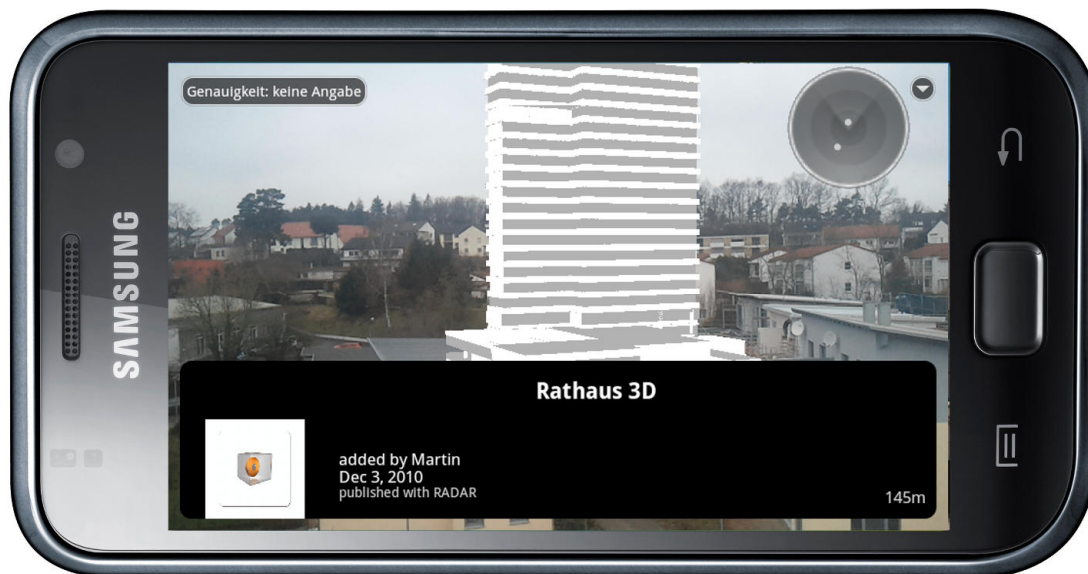 SAMSUNG
Genauigkeit: keine Angabe
Rathaus 3D
added by Martin
Dec 3, 2010
published with RADAR
145m